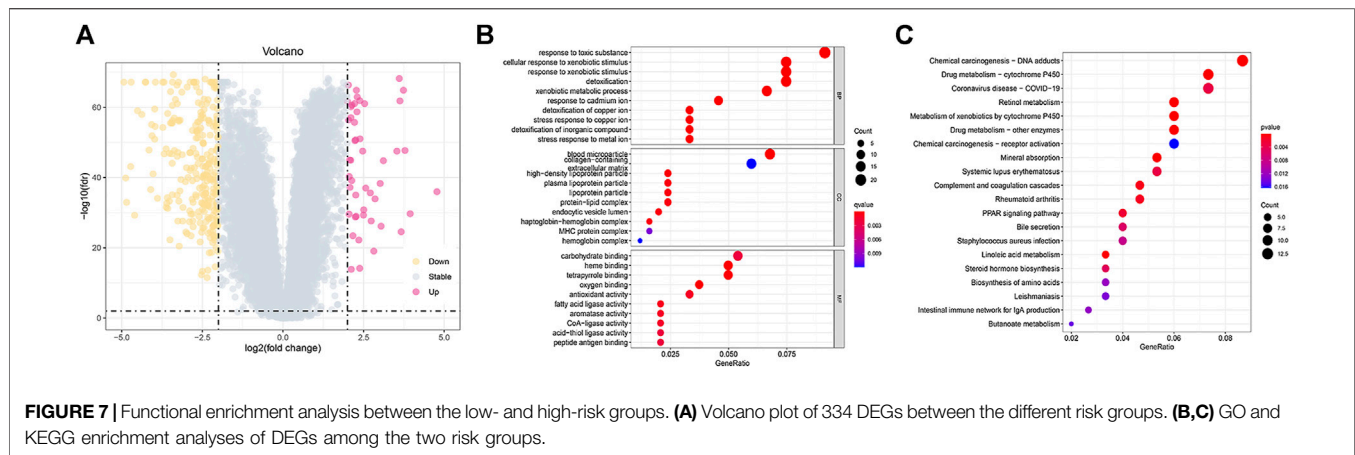 A
Volcano
60
40
20
0
−log10(fdr)
−5.0
−2.5
0.0
2.5
5.0
log2(fold change)
Down
Stable
Up
B
response to toxic substance
cellular response to xenobiotic stimulus
response to xenobiotic stimulus
detoxification
xenobiotic metabolic process
response to cadmium ion
detoxification of copper ion
stress response to copper ion
detoxification of inorganic compound
stress response to metal ion
BP
blood microparticle
collagen−containing
extracellular matrix
high−density lipoprotein particle
plasma lipoprotein particle
lipoprotein particle
protein−lipid complex
endocytic vesicle lumen
haptoglobin−hemoglobin complex
MHC protein complex
hemoglobin complex
CC
carbohydrate binding
heme binding
tetrapyrrole binding
oxygen binding
antioxidant activity
fatty acid ligase activity
aromatase activity
CoA−ligase activity
acid−thiol ligase activity
peptide antigen binding
MF
0.025
0.050
0.075
GeneRatio
Count
5
10
15
20
qvalue
0.003
0.006
0.009
C
Chemical carcinogenesis − DNA adducts
Drug metabolism − cytochrome P450
Coronavirus disease − COVID−19
Retinol metabolism
Metabolism of xenobiotics by cytochrome P450
Drug metabolism − other enzymes
Chemical carcinogenesis − receptor activation
Mineral absorption
Systemic lupus erythematosus
Complement and coagulation cascades
Rheumatoid arthritis
PPAR signaling pathway
Bile secretion
Staphylococcus aureus infection
Linoleic acid metabolism
Steroid hormone biosynthesis
Biosynthesis of amino acids
Leishmaniasis
Intestinal immune network for IgA production
Butanoate metabolism
0.02
0.04
0.06
0.08
GeneRatio
pvalue
0.004
0.008
0.012
0.016
Count
5.0
7.5
10.0
12.5
FIGURE 7 | Functional enrichment analysis between the low- and high-risk groups. (A) Volcano plot of 334 DEGs between the different risk groups. (B,C) GO and
KEGG enrichment analyses of DEGs among the two risk groups.